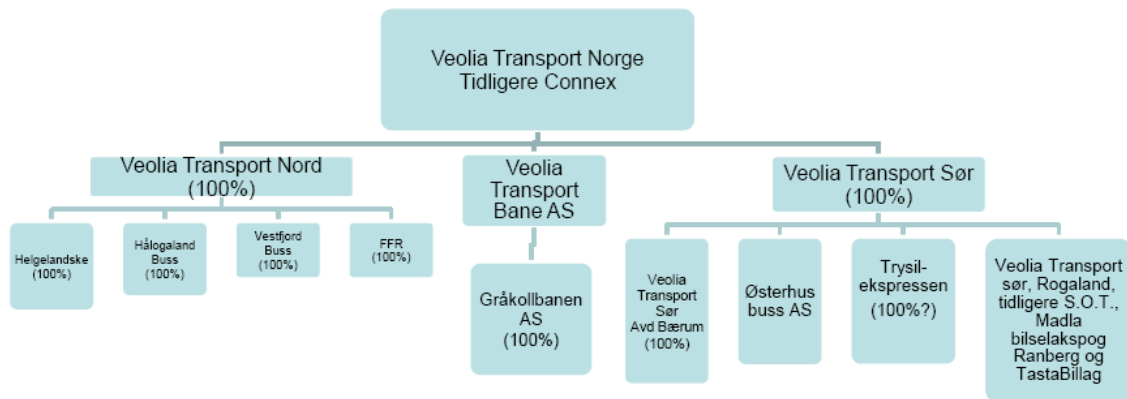 Veolia Transport Norge
Tidligere Connex
Veolia Transport Nord
(100%)
Veolia
Transport
Bane AS
Veolia Transport Sør
(100%)
Helgelandske
(100%)
Hålogaland
Buss
(100%)
Vestfjord
Buss
(100%)
FFR
(100%)
Gråkollbanen
AS
(100%)
Veolia
Transport
Sør
Avd Bærum
(100%)
Østerhus
buss AS
Trysil-
ekspressen
(100%?)
Veolia Transport
sør, Rogaland,
tidligere S.O.T.,
Madla
bilselakspog
Ranberg og
TastaBillag